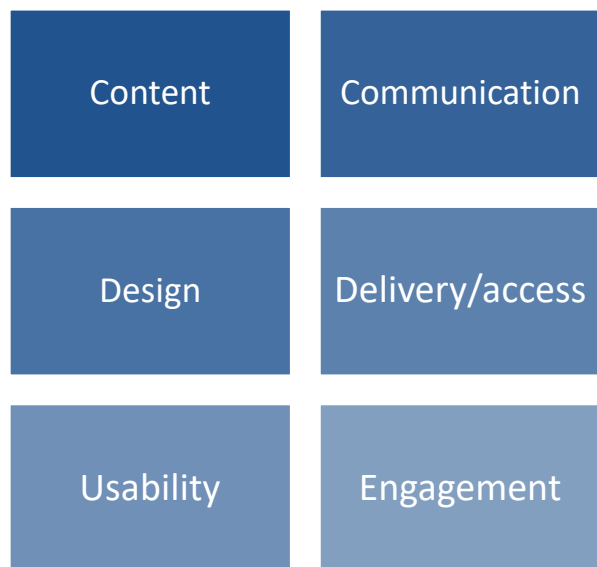 Content
Communication
Design
Delivery/access
Usability
Engagement